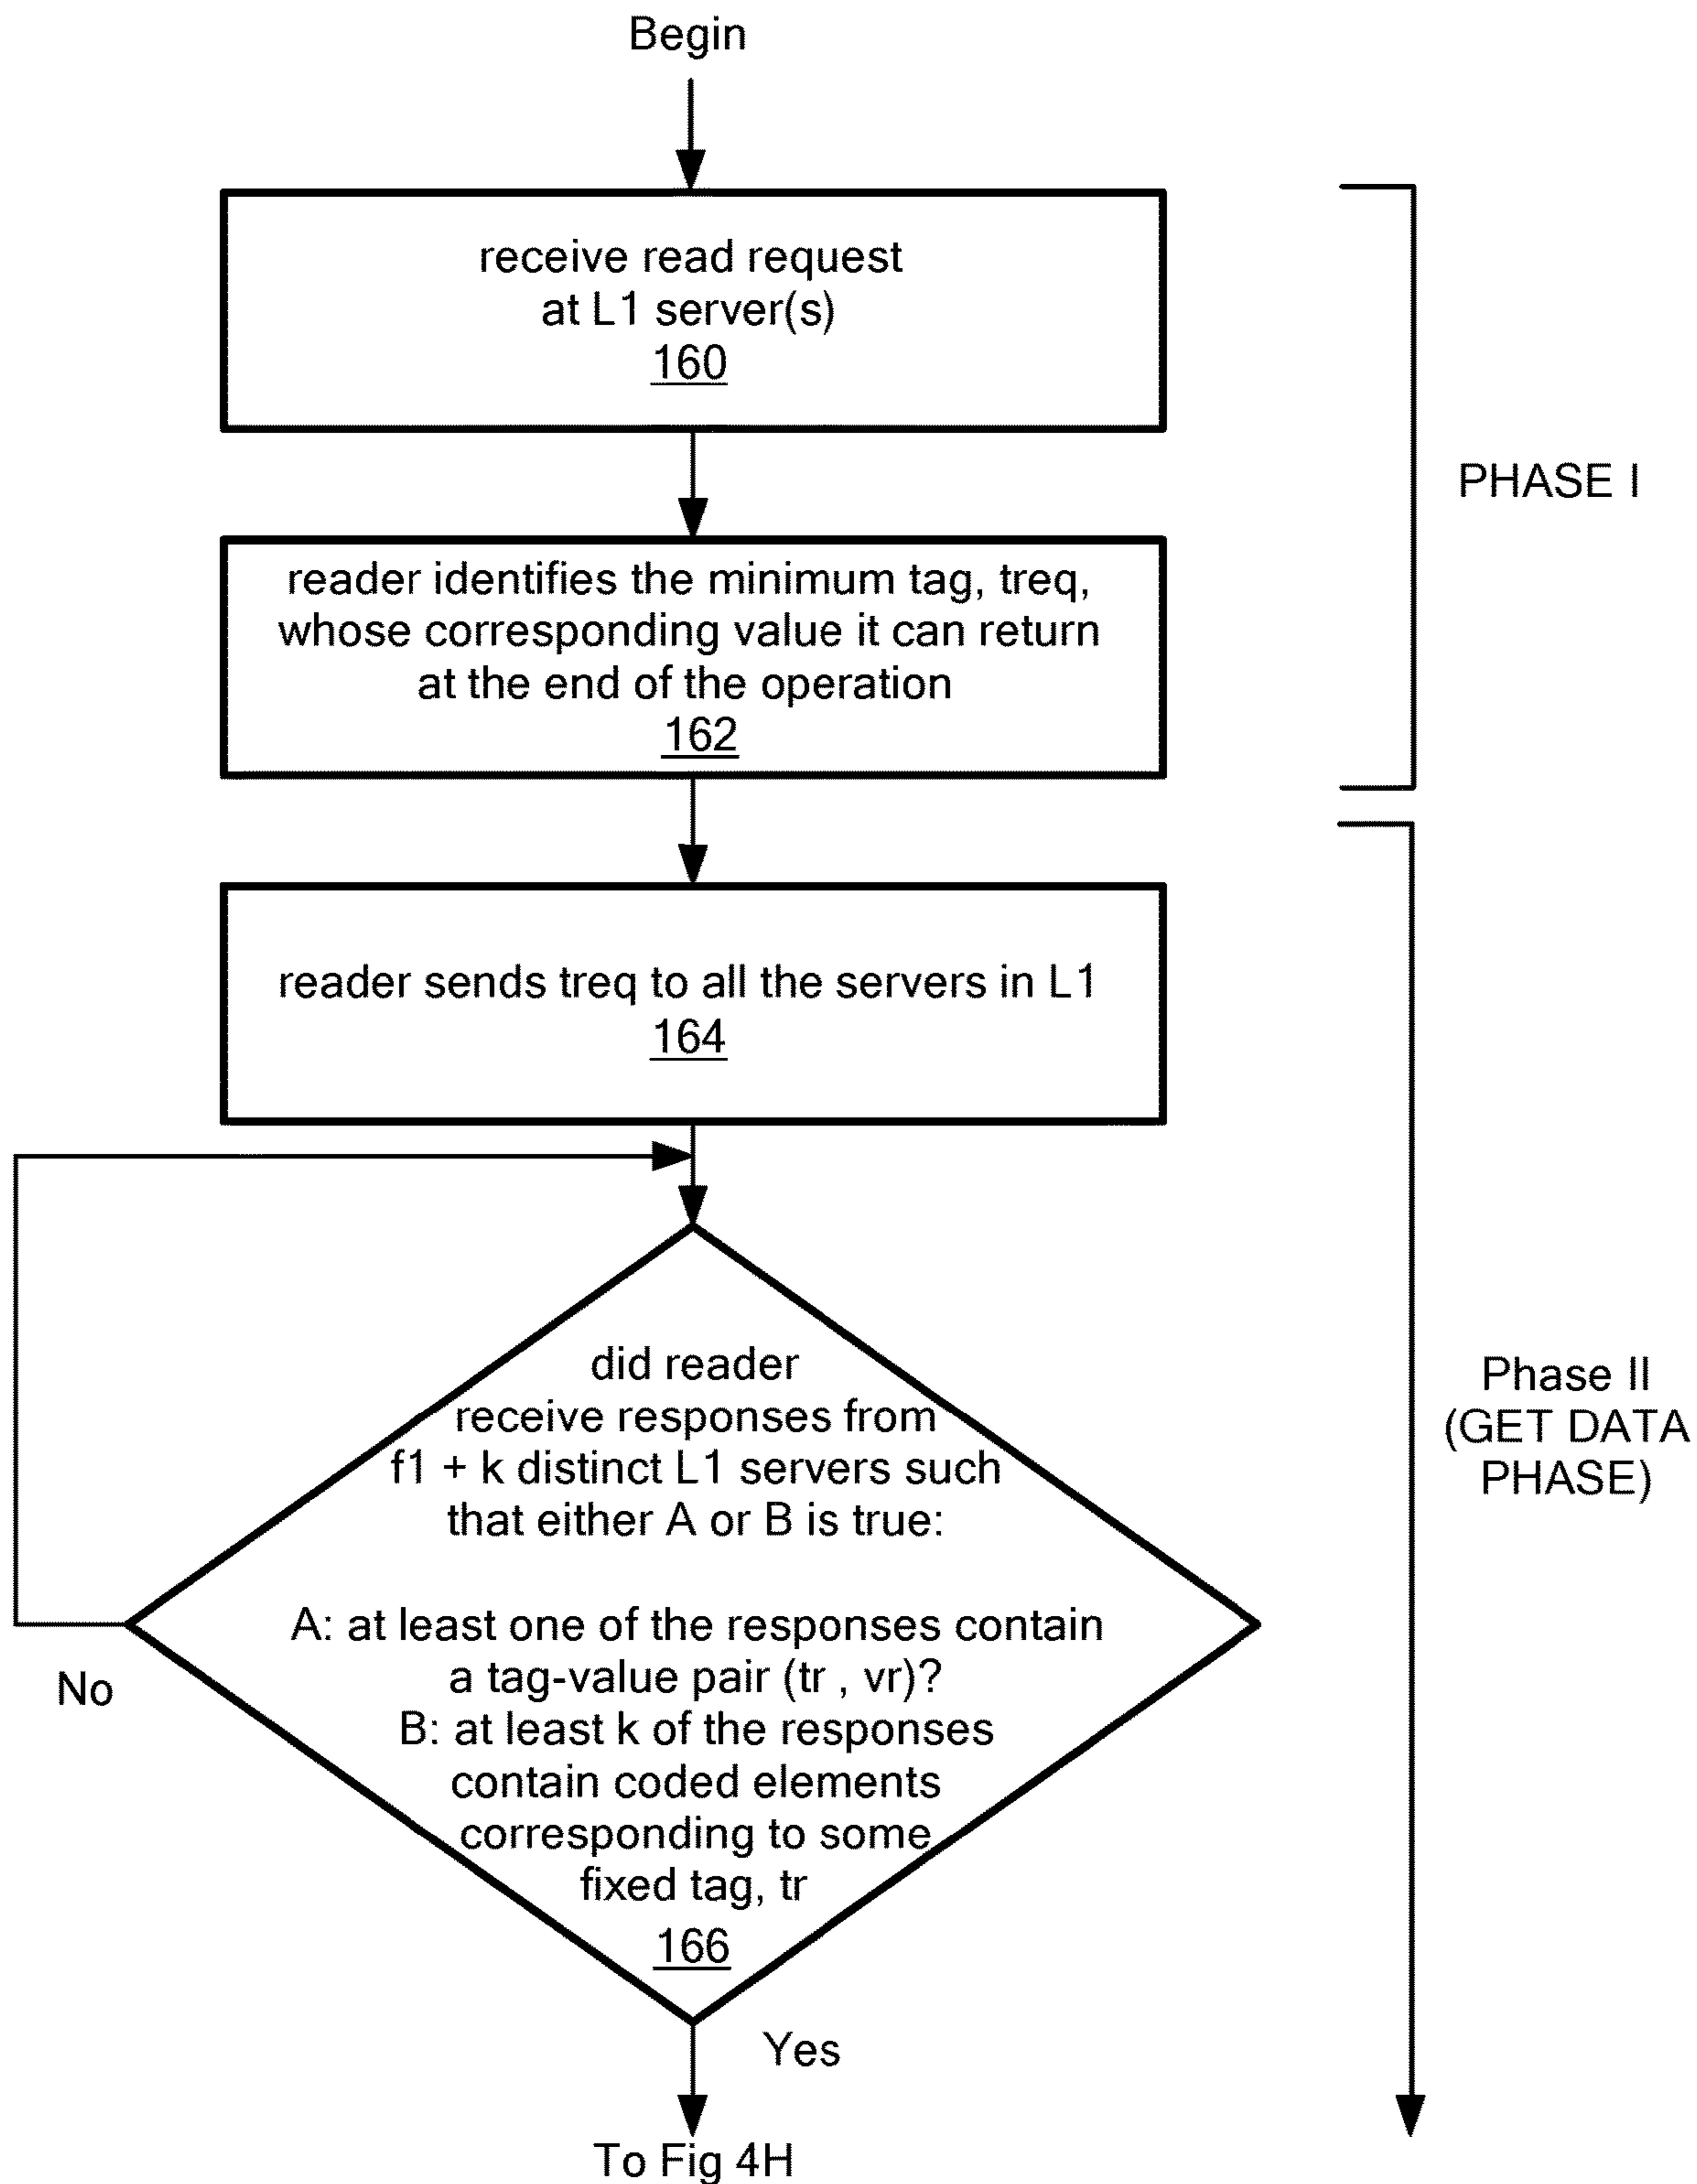 Begin
receive read request
at L1 server(s)
160
PHASE I
reader identifies the minimum tag, treq,
whose corresponding value it can return
at the end of the operation
162
reader sends treq to all the servers in L1
164
did reader
receive responses from
f1 + k distinct L1 servers such
that either A or B is true:
A: at least one of the responses contain
a tag-value pair (tr , vr)?
B: at least k of the responses
contain coded elements
corresponding to some
fixed tag, tr
166
No
Yes
Phase II
(GET DATA
PHASE)
To Fig 4H